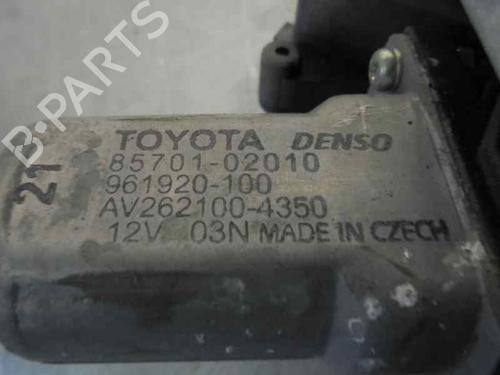 TOYOTA DENSO
85701-02010
961920-100
AV262100-4350
12V 03N MADE IN CZECH
21
B-PARTS